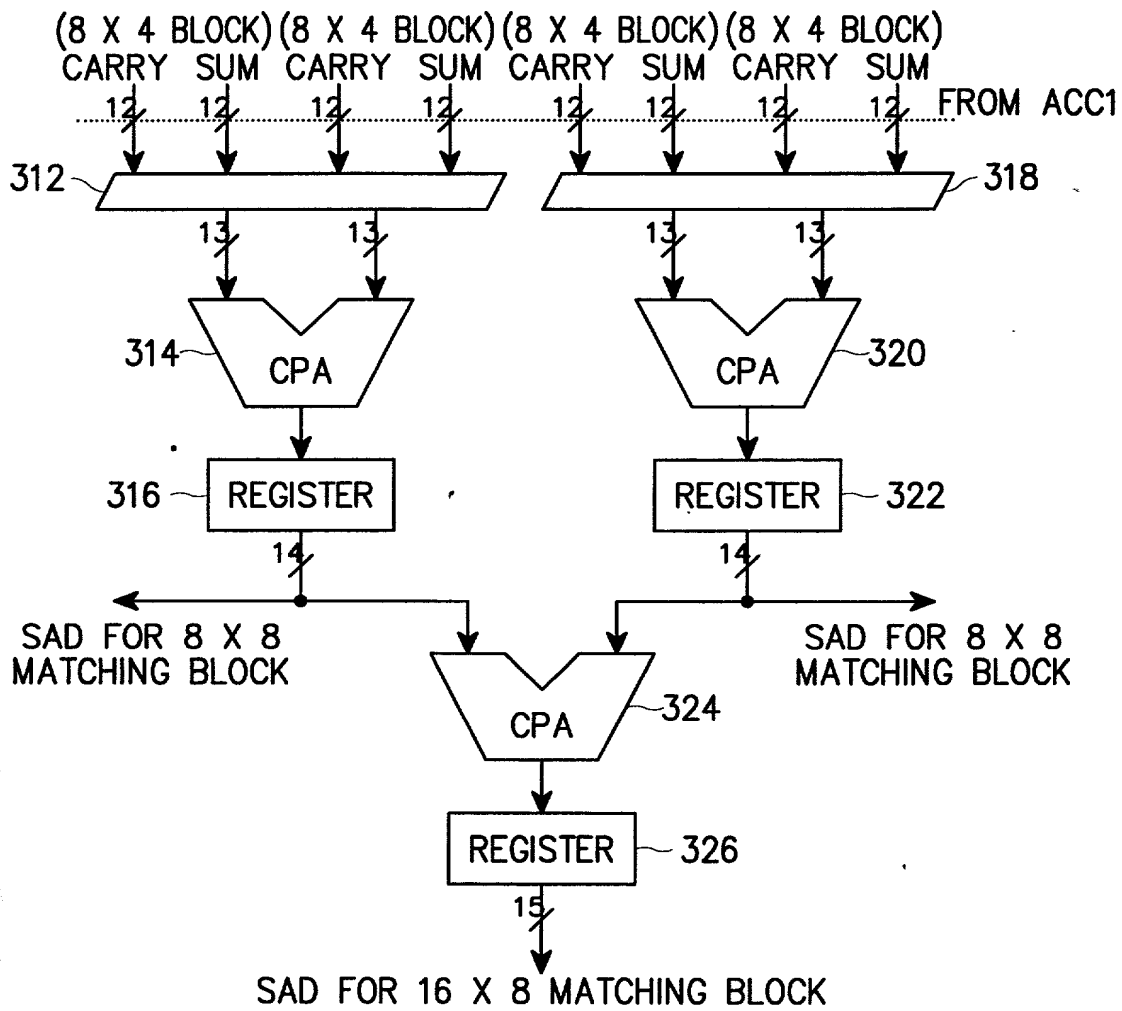 (8 X 4 BLOCK) (8 X 4 BLOCK) (8 X 4 BLOCK) (8 X 4 BLOCK)
CARRY SUM CARRY SUM CARRY SUM CARRY SUM
12 12 12 12 12 12 12 12 FROM ACC1
312 318
13 13 13 13
314 CPA CPA 320
316 REGISTER REGISTER 322
14 14
SAD FOR 8 X 8
MATCHING BLOCK
SAD FOR 8 X 8
MATCHING BLOCK
CPA 324
REGISTER 326
15
SAD FOR 16 X 8 MATCHING BLOCK